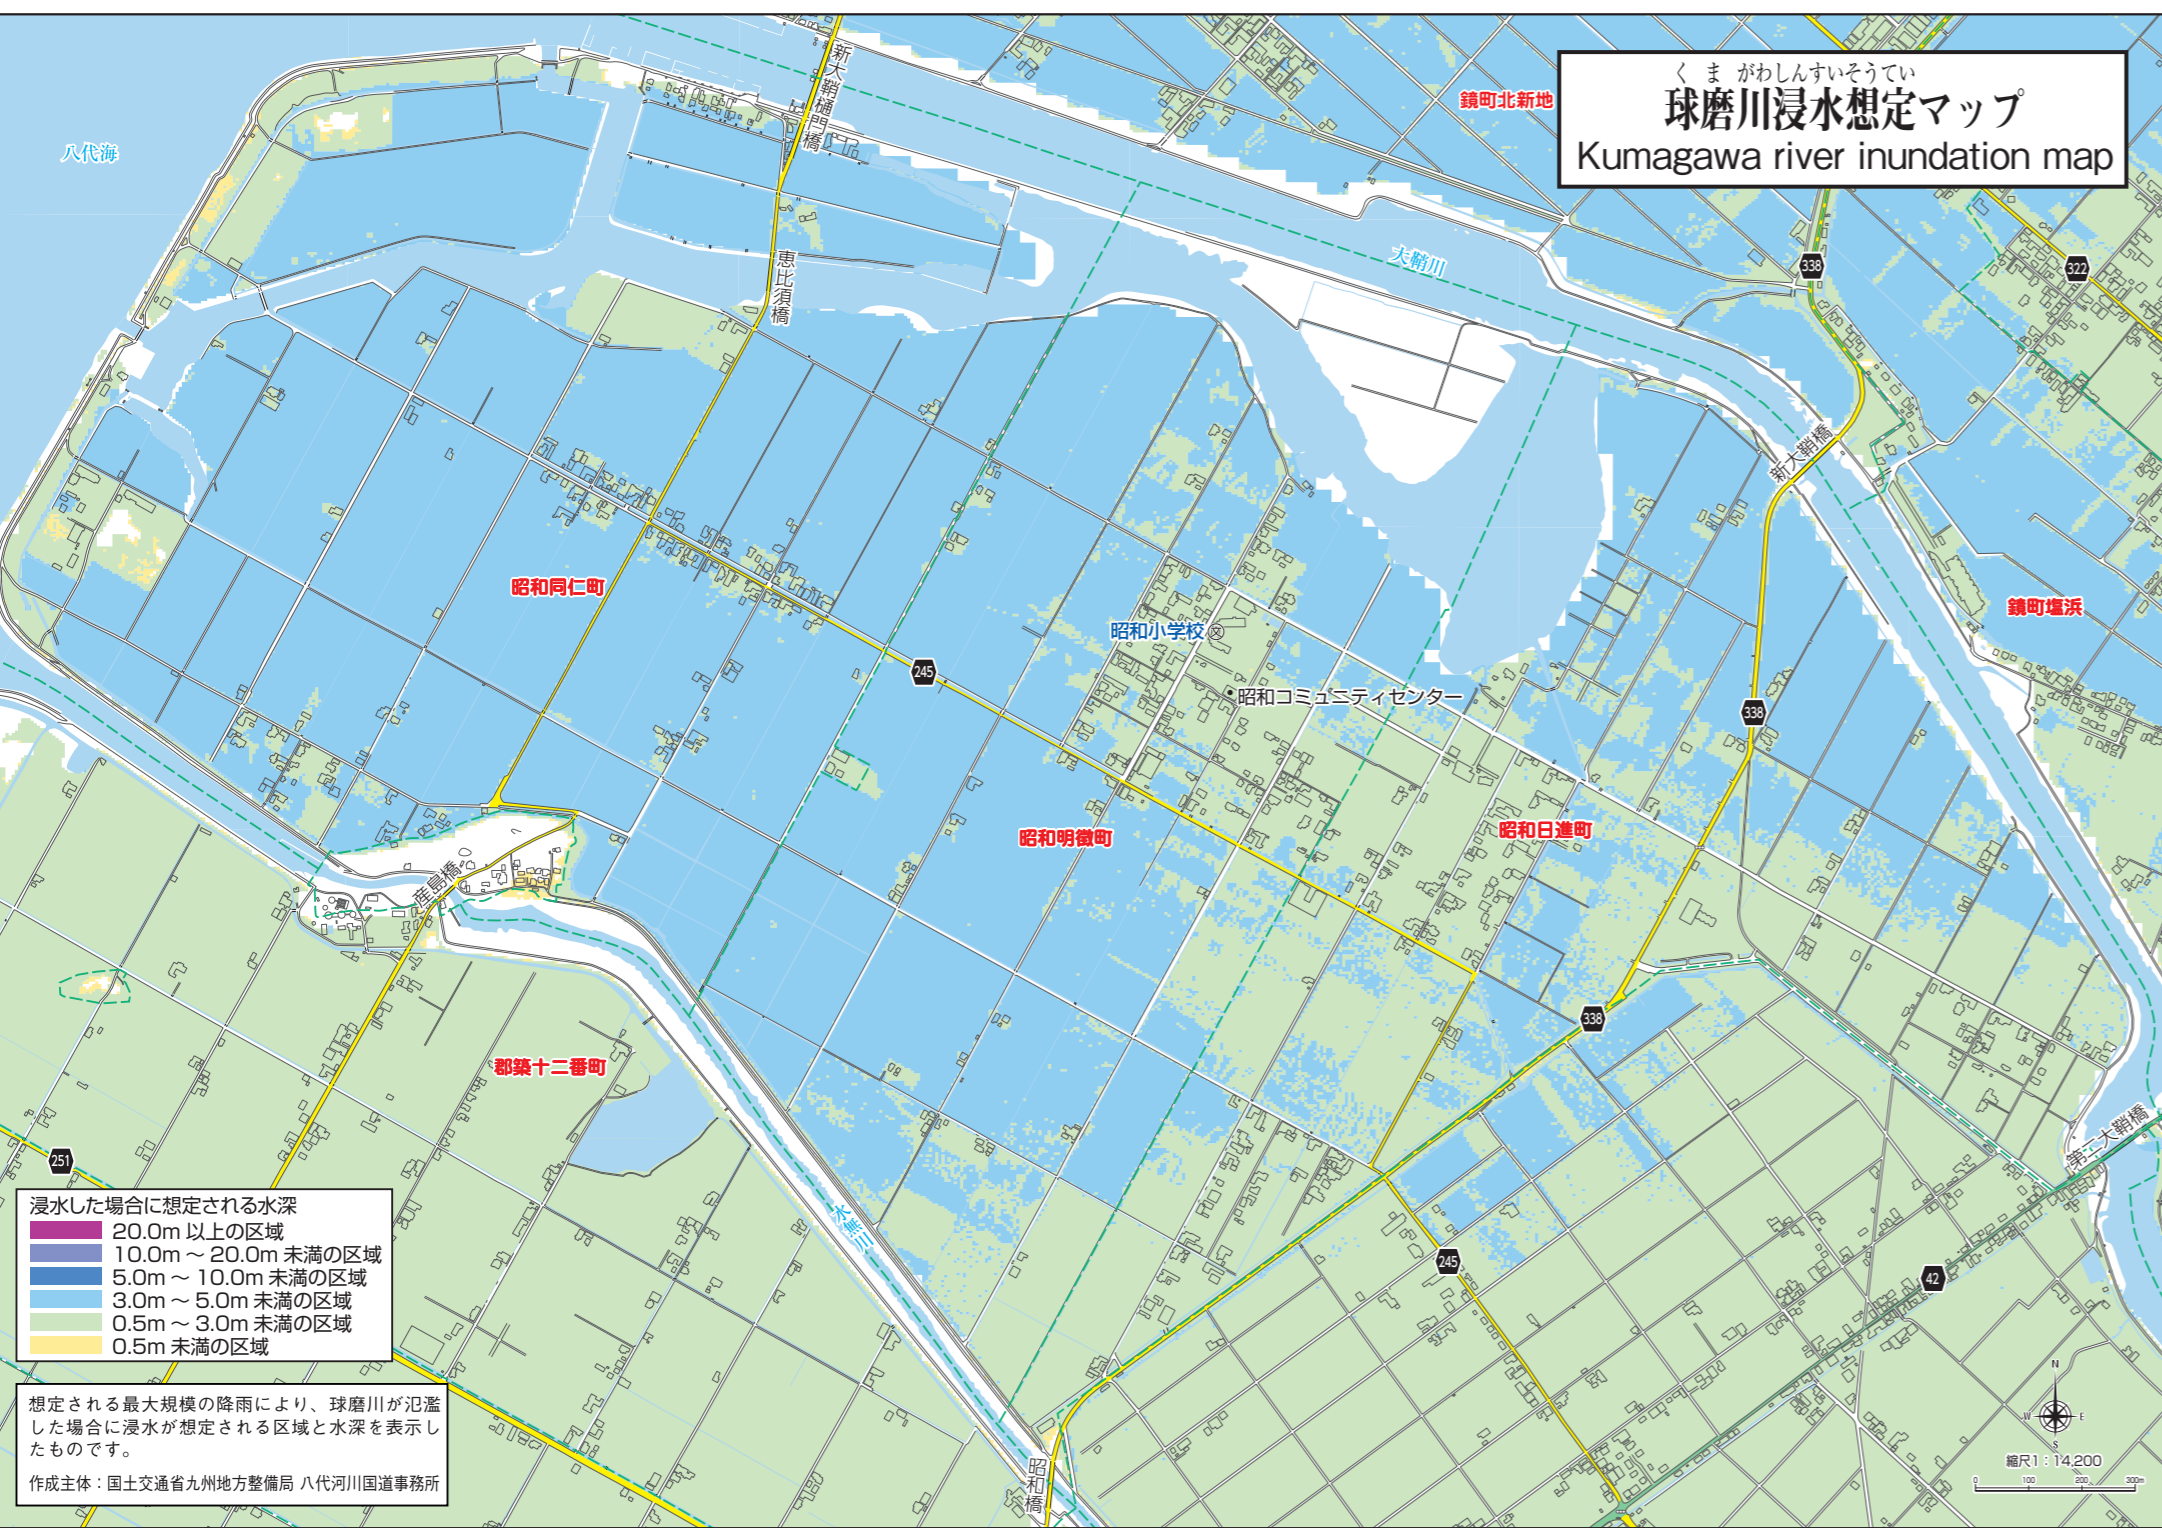 くまがわしんすいそうてい
球磨川浸水想定マップ
Kumagawa river inundation map
新大鞘樋門橋
鏡町北新地
八代海
恵比須橋
大鞘川
338
322
新大鞘橋
昭和同仁町
鏡町塩浜
昭和小学校
文
245
昭和コミュニティセンター
338
昭和明徴町
昭和日進町
産島橋
338
郡築十二番町
第二大鞘橋
251
水無川
245
42
浸水した場合に想定される水深
20.0m 以上の区域
10.0m ~ 20.0m 未満の区域
5.0m ~ 10.0m 未満の区域
3.0m ~ 5.0m 未満の区域
0.5m ~ 3.0m 未満の区域
0.5m 未満の区域
想定される最大規模の降雨により、球磨川が氾濫
した場合に浸水が想定される区域と水深を表示し
たものです。
作成主体：国土交通省九州地方整備局 八代河川国道事務所
昭和橋
N
W E
S
縮尺1：14,200
0 100 200 300m